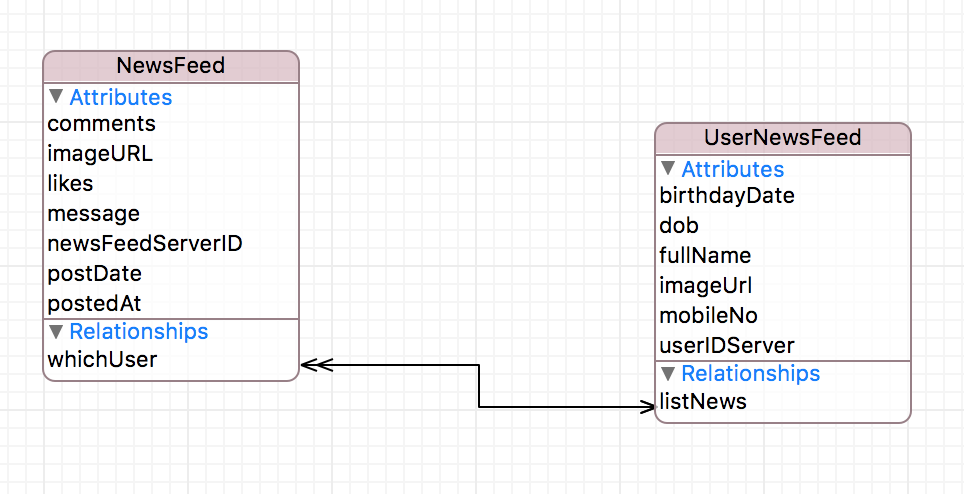 NewsFeed
Attributes
comments
imageURL
likes
message
newsFeedServerID
postDate
postedAt
Relationships
whichUser
UserNewsFeed
Attributes
birthdayDate
dob
fullName
imageUrl
mobileNo
userIDServer
Relationships
listNews